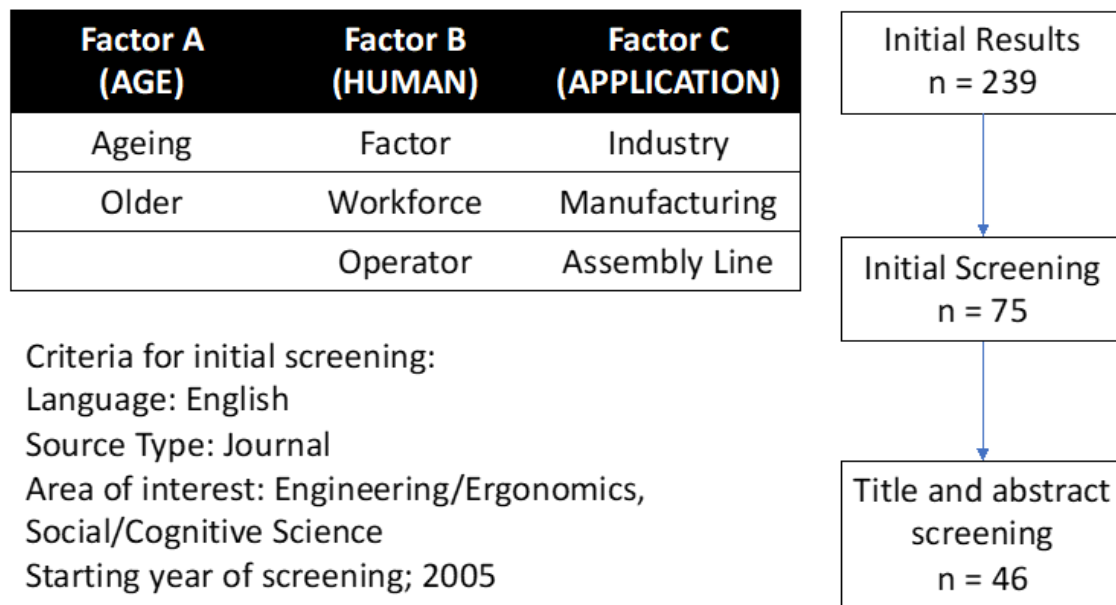 Factor A
(AGE)
Factor B
(HUMAN)
Factor C
(APPLICATION)
Ageing
Factor
Industry
Older
Workforce
Manufacturing
Operator
Assembly Line
Criteria for initial screening:
Language: English
Source Type: Journal
Area of interest: Engineering/Ergonomics,
Social/Cognitive Science
Starting year of screening; 2005
Initial Results
n = 239
Initial Screening
n = 75
Title and abstract
screening
n = 46